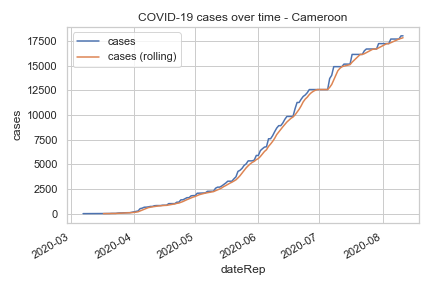 COVID-19 cases over time - Cameroon
cases
cases (rolling)
17500
15000
12500
10000
7500
5000
2500
0
cases
2020-03
2020-04
2020-05
2020-06
2020-07
2020-08
dateRep